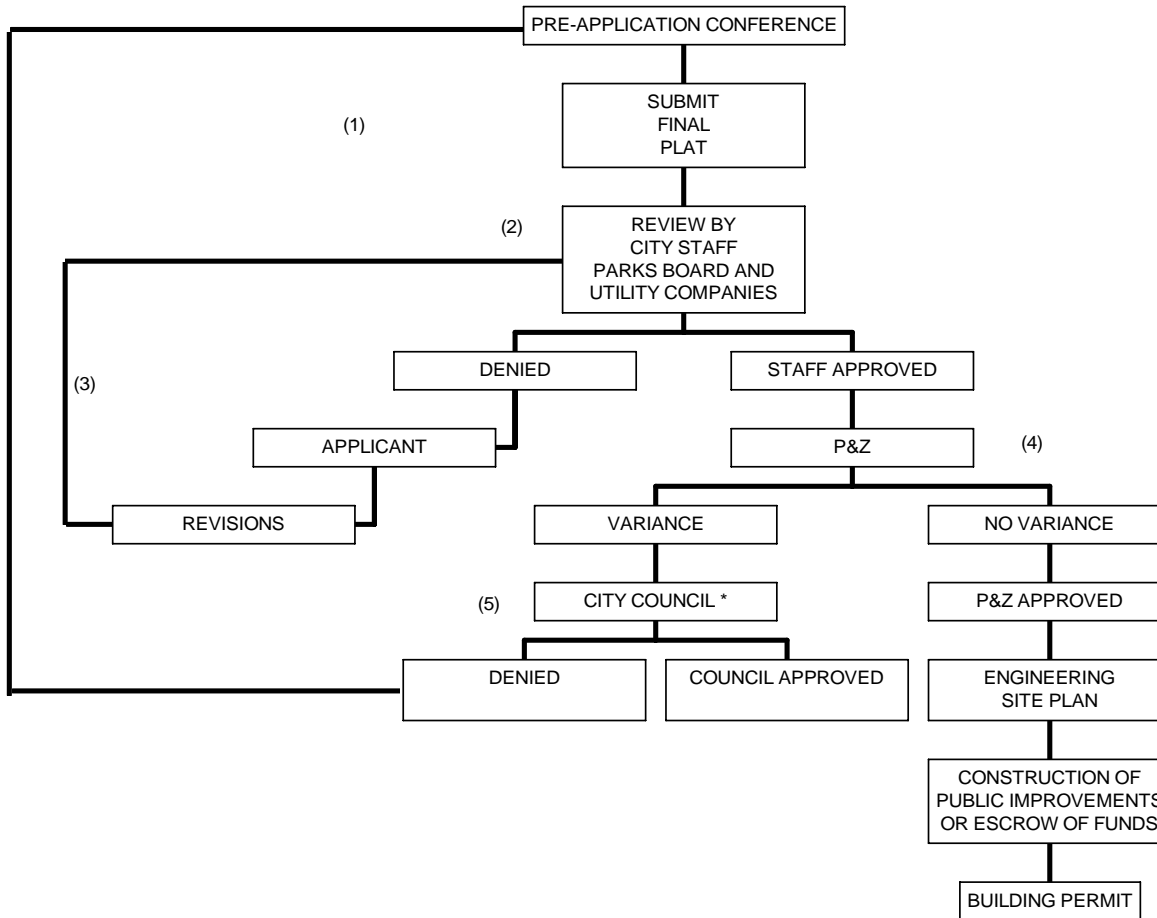 PRE-APPLICATION CONFERENCE
(1)
SUBMIT
FINAL
PLAT
(2)
REVIEW BY
CITY STAFF
PARKS BOARD AND
UTILITY COMPANIES
(3)
DENIED
STAFF APPROVED
APPLICANT
P&Z
(4)
REVISIONS
VARIANCE
NO VARIANCE
(5)
CITY COUNCIL *
P&Z APPROVED
DENIED
COUNCIL APPROVED
ENGINEERING
SITE PLAN
CONSTRUCTION OF
PUBLIC IMPROVEMENTS
OR ESCROW OF FUNDS
BUILDING PERMIT